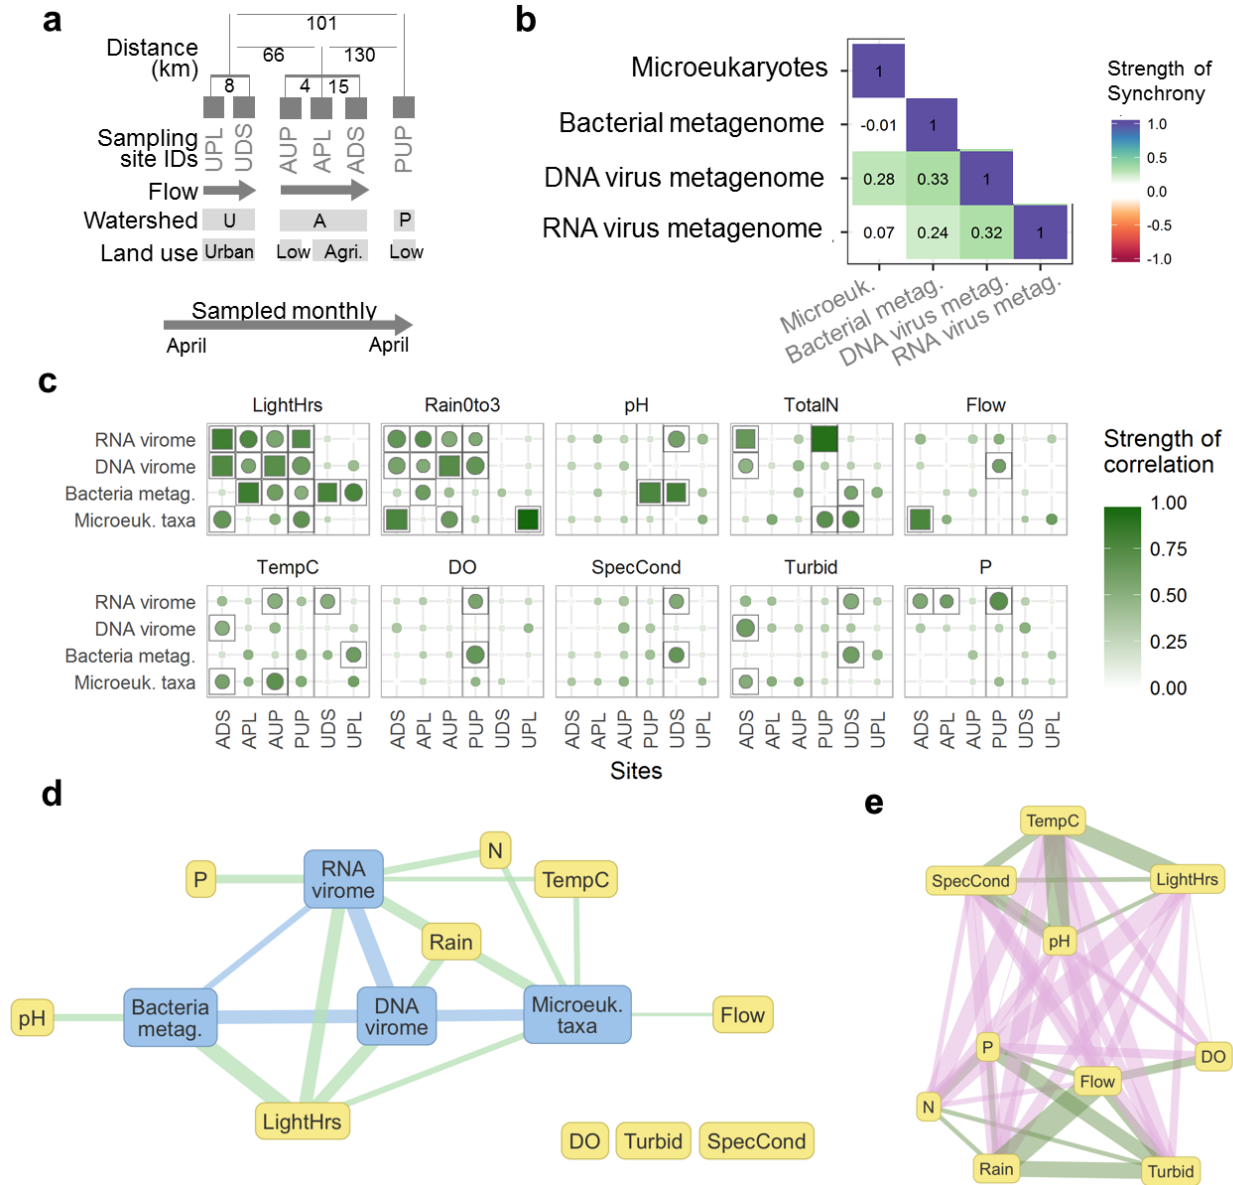 a
101
Distance
(km)
66
130
8
4
15
Sampling
site IDs
UPL
UDS
AUP
APL
ADS
PUP
Flow
Watershed
U
A
P
Land use
Urban
Low
Agri.
Low
Sampled monthly
April
April
b
Microeukaryotes
1
Bacterial metagenome
-0.01
1
DNA virus metagenome
0.28
0.33
1
RNA virus metagenome
0.07
0.24
0.32
1
Microeuk.
Bacterial metag.
DNA virus metag.
RNA virus metag.
Strength of
Synchrony
1.0
0.5
0.0
-0.5
-1.0
c
LightHrs
Rain0to3
pH
TotalN
Flow
RNA virome
DNA virome
Bacteria metag.
Microeuk. taxa
TempC
DO
SpecCond
Turbid
P
RNA virome
DNA virome
Bacteria metag.
Microeuk. taxa
ADS
APL
AUP
PUP
UDS
UPL
ADS
APL
AUP
PUP
UDS
UPL
ADS
APL
AUP
PUP
UDS
UPL
ADS
APL
AUP
PUP
UDS
UPL
ADS
APL
AUP
PUP
UDS
UPL
Sites
Strength of
correlation
1.00
0.75
0.50
0.25
0.00
d
P
RNA
virome
N
TempC
Rain
pH
Bacteria
metag.
DNA
virome
Microeuk.
taxa
Flow
LightHrs
DO
Turbid
SpecCond
e
TempC
SpecCond
LightHrs
pH
P
DO
Flow
N
Rain
Turbid